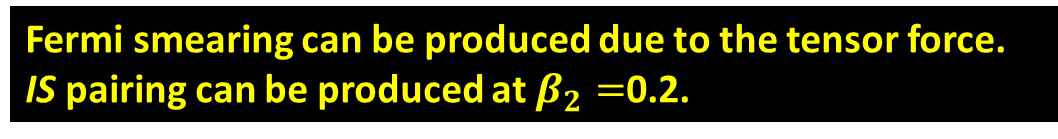 Fermi smearing can be produced due to the tensor force.
IS pairing can be produced at β₂ =0.2.